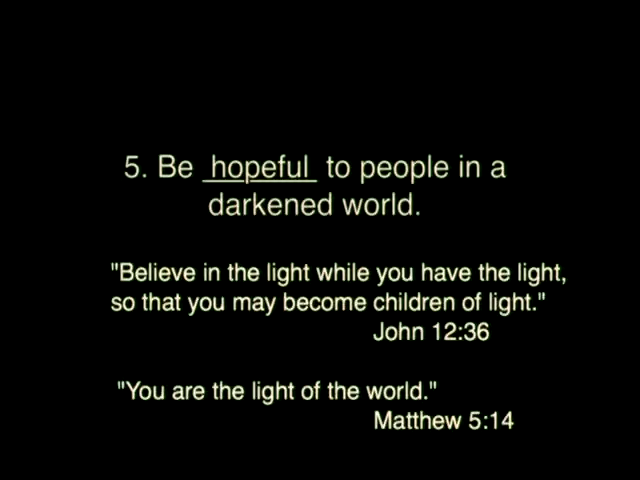 5. Be hopeful to people in a
darkened world.
"Believe in the light while you have the light,
so that you may become children of light."
John 12:36
"You are the light of the world."
Matthew 5:14